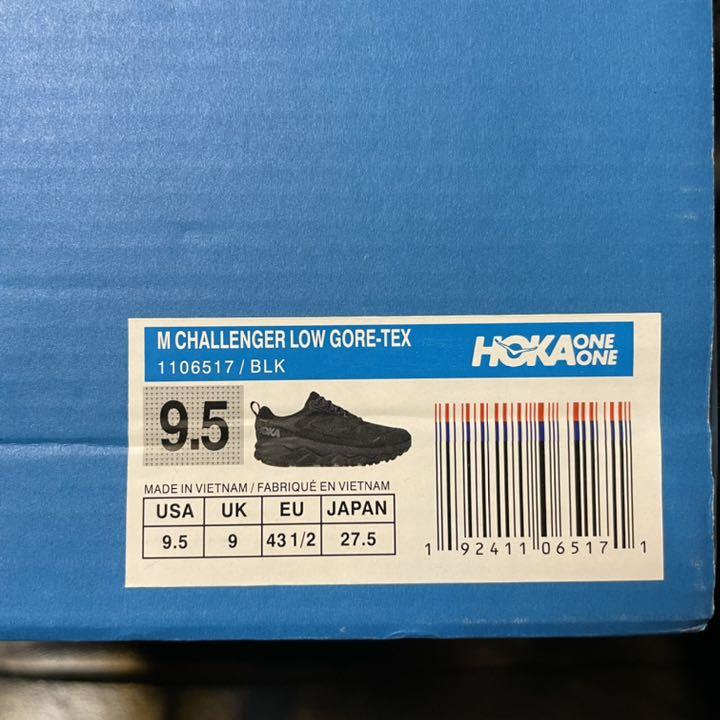 M CHALLENGER LOW GORE-TEX
1106517 / BLK
HOKA ONE ONE
9.5
HOKA
MADE IN VIETNAM / FABRIQUÉ EN VIETNAM
USA UK EU JAPAN
9.5 9 43 1/2 27.5
1 92411 06517 1